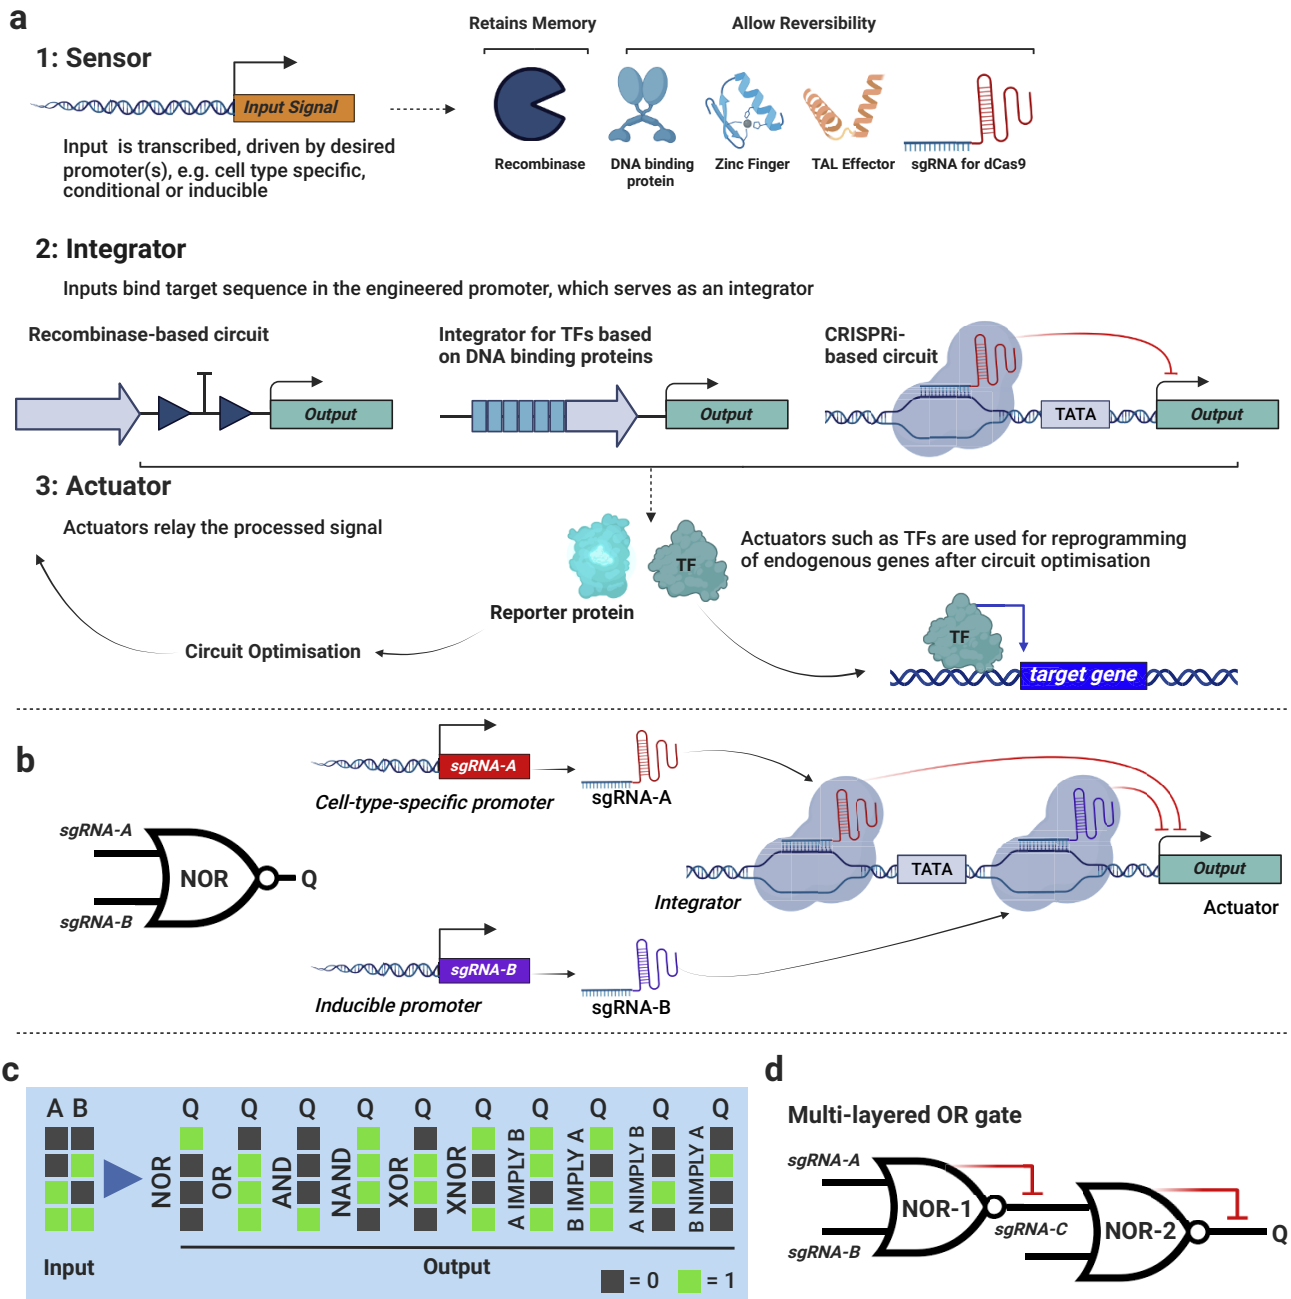 a
1: Sensor
Input Signal
Input is transcribed, driven by desired
promoter(s), e.g. cell type specific,
conditional or inducible
Retains Memory
Allow Reversibility
Recombinase
DNA binding
protein
Zinc Finger
TAL Effector
sgRNA for dCas9
2: Integrator
Inputs bind target sequence in the engineered promoter, which serves as an integrator
Recombinase-based circuit
Output
Integrator for TFs based
on DNA binding proteins
Output
CRISPRi-
based circuit
TATA
Output
3: Actuator
Actuators relay the processed signal
TF
Reporter protein
Circuit Optimisation
Actuators such as TFs are used for reprogramming
of endogenous genes after circuit optimisation
TF
target gene
b
sgRNA-A
sgRNA-B
NOR
Q
sgRNA-A
Cell-type-specific promoter
sgRNA-A
sgRNA-B
Inducible promoter
sgRNA-B
Integrator
TATA
Output
Actuator
c
A B
Input
NOR
Q
OR
Q
AND
Q
NAND
Q
XOR
Q
XNOR
Q
A IMPLY B
Q
B IMPLY A
Q
A NIMPLY B
Q
B NIMPLY A
Q
Output
= 0
= 1
d
Multi-layered OR gate
sgRNA-A
sgRNA-B
NOR-1
sgRNA-C
NOR-2
Q